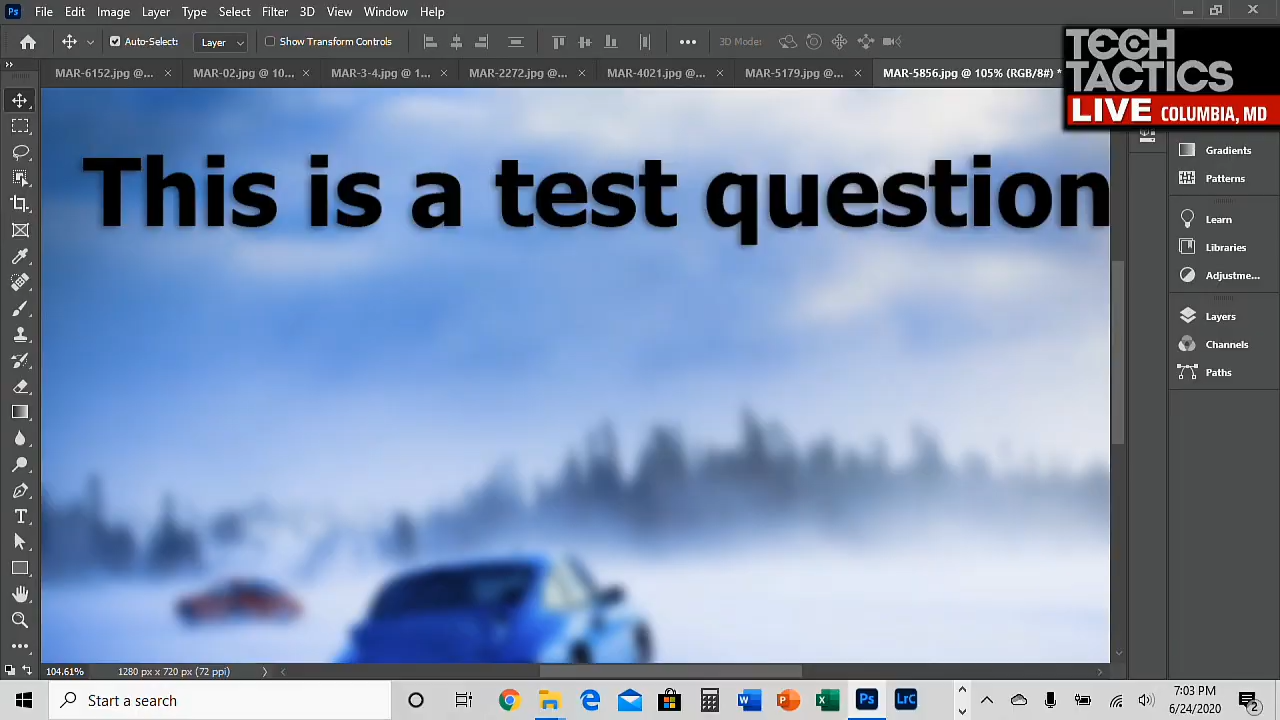 Ps File Edit Image Layer Type Select Filter 3D View Window Help
Auto-Select: Layer Show Transform Controls 3D Mode:
TECH
TACTICS
LIVE COLUMBIA, MD
MAR-6152.jpg @... × MAR-02.jpg @ 10... × MAR-3-4.jpg @ 1... × MAR-2272.jpg @... × MAR-4021.jpg @... × MAR-5179.jpg @... × MAR-5856.jpg @ 105% (RGB/8#) *
This is a test question
Gradients
Patterns
Learn
Libraries
Adjustme...
Layers
Channels
Paths
104.61% 1280 px x 720 px (72 ppi)
Start a search
Ps LrC
7:03 PM
6/24/2020
2